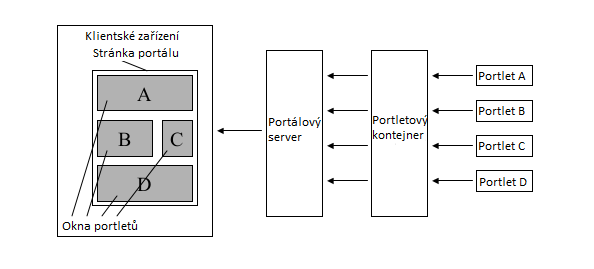 Klientské zařízení
Stránka portálu
A
B
C
D
Okna portletů
Portálový
server
Portletový
kontejner
Portlet A
Portlet B
Portlet C
Portlet D